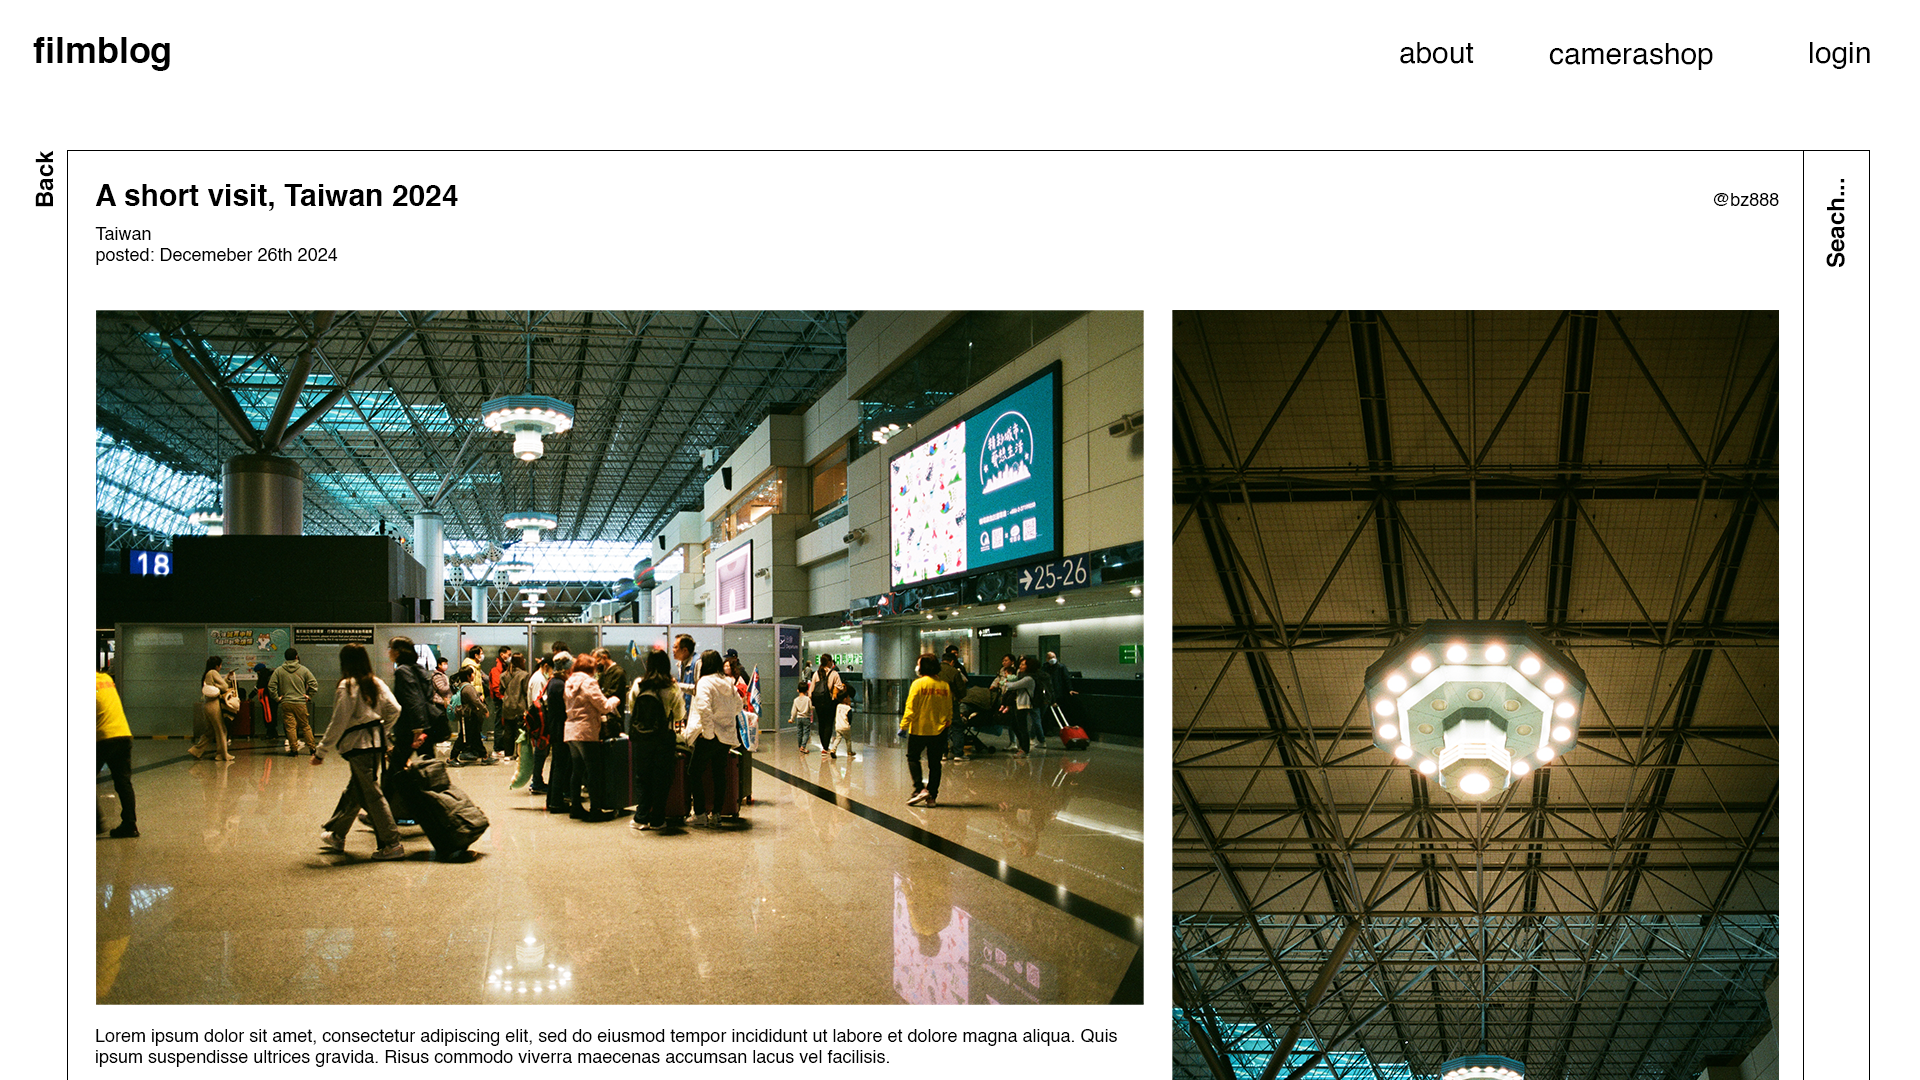 filmblog
about
camerashop
login
Back
A short visit, Taiwan 2024
@bz888
Seach...
Taiwan
posted: Decemeber 26th 2024
18
25-26
Lorem ipsum dolor sit amet, consectetur adipiscing elit, sed do eiusmod tempor incididunt ut labore et dolore magna aliqua. Quis
ipsum suspendisse ultrices gravida. Risus commodo viverra maecenas accumsan lacus vel facilisis.